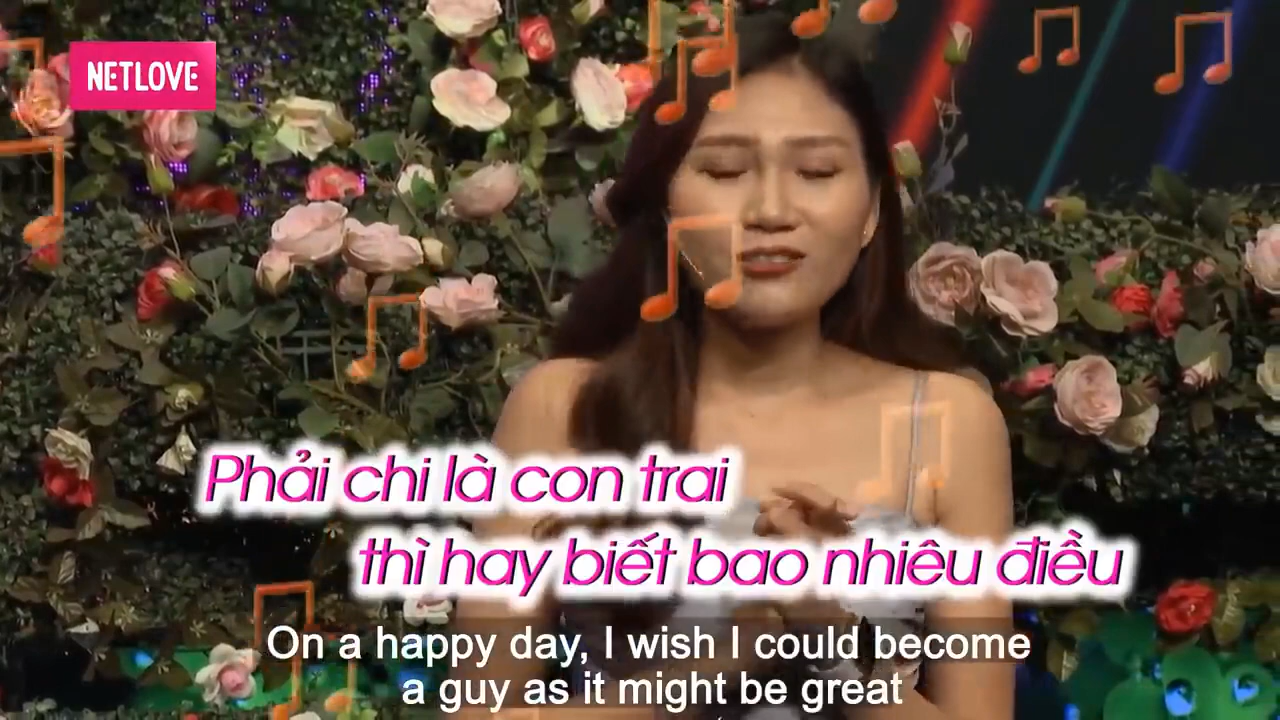 NETLOVE
Phải chi là con trai
thì hay biết bao nhiêu điều
On a happy day, I wish I could become
a guy as it might be great